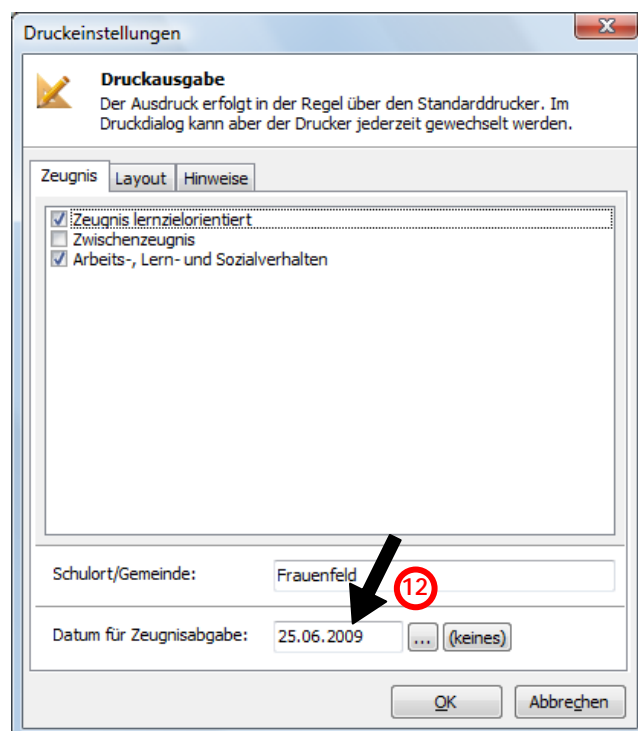 Druckeinstellungen
Druckausgabe
Der Ausdruck erfolgt in der Regel über den Standarddrucker. Im
Druckdialog kann aber der Drucker jederzeit gewechselt werden.
Zeugnis Layout Hinweise
Zeugnis lernzielorientiert
Zwischenzeugnis
Arbeits-, Lern- und Sozialverhalten
Schulort/Gemeinde: Frauenfeld
12
Datum für Zeugnisabgabe: 25.06.2009 ... (keines)
OK Abbrechen